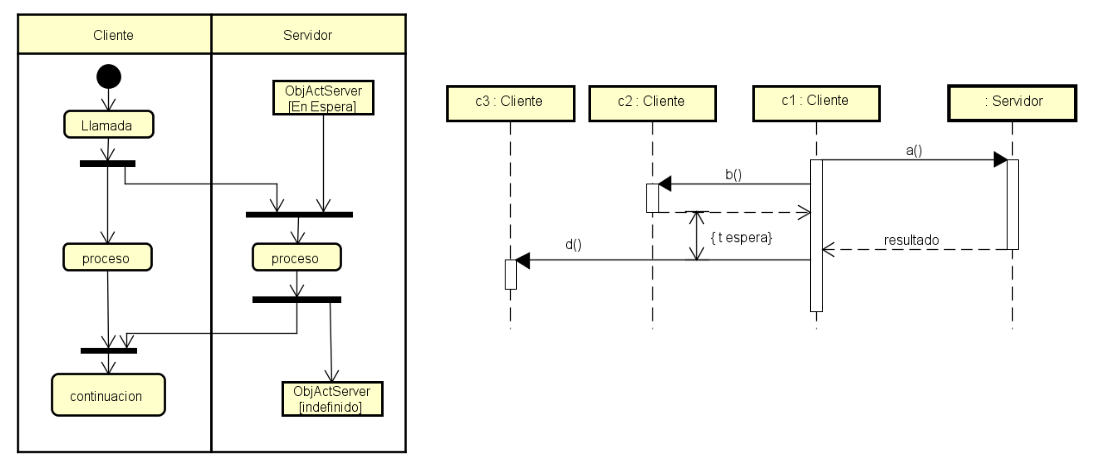 Cliente
Servidor
Llamada
ObjActServer
[En Espera]
proceso
proceso
continuacion
ObjActServer
[indefinido]
c3 : Cliente
c2 : Cliente
c1 : Cliente
: Servidor
a()
b()
{ t espera}
d()
resultado